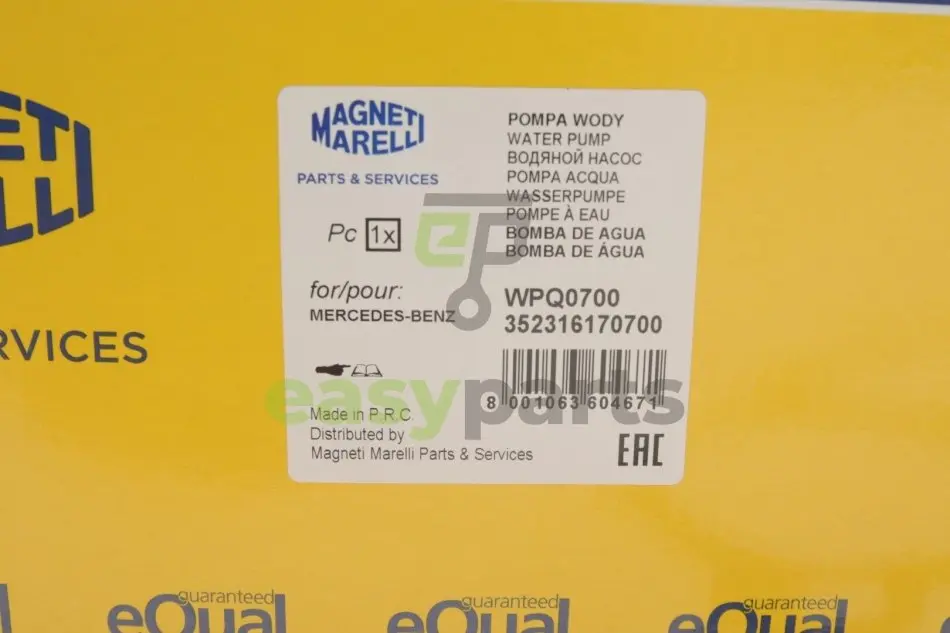 MAGNETI
MARELLI
PARTS & SERVICES
Pc 1x
for/pour:
MERCEDES-BENZ
Made in P.R.C.
Distributed by
Magneti Marelli Parts & Services
POMPA WODY
WATER PUMP
ВОДЯНОЙ НАСОС
POMPA ACQUA
WASSERPUMPE
POMPE À EAU
BOMBA DE AGUA
BOMBA DE ÁGUA
WPQ0700
352316170700
8 001063 604671
EAC
eP
easyparts
ETI
ELLI
RVICES
guaranteed
eQual
guaranteed
eQual
guaranteed
eQual